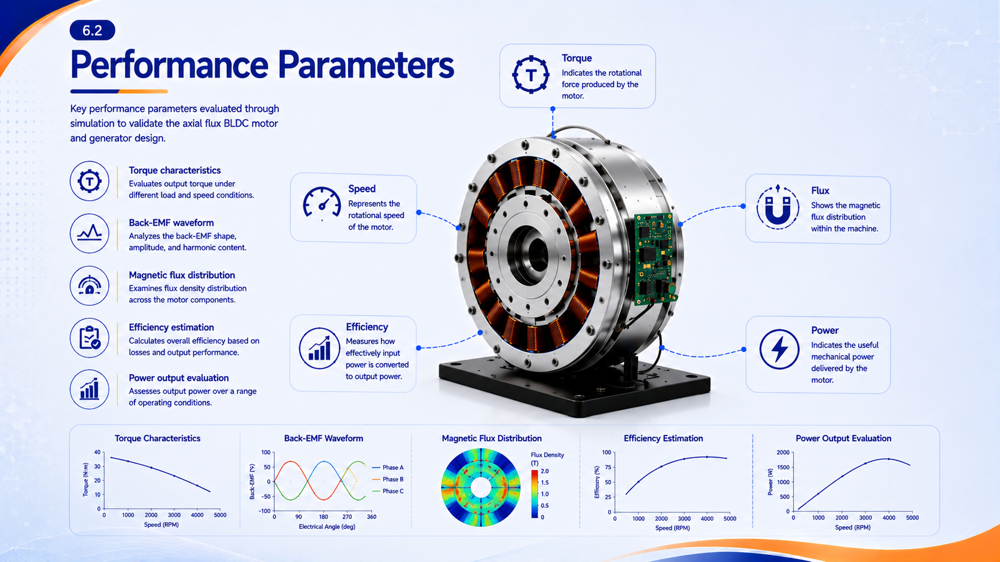 6.2
Performance Parameters
Key performance parameters evaluated through
simulation to validate the axial flux BLDC motor
and generator design.
T
Torque characteristics
Evaluates output torque under
different load and speed conditions.
Back-EMF waveform
Analyzes the back-EMF shape,
amplitude, and harmonic content.
Magnetic flux distribution
Examines flux density distribution
across the motor components.
Efficiency estimation
Calculates overall efficiency based on
losses and output performance.
Power output evaluation
Assesses output power over a range
of operating conditions.
T
Torque
Indicates the rotational
force produced by the
motor.
Speed
Represents the
rotational speed
of the motor.
Efficiency
Measures how
effectively input
power is converted
to output power.
Flux
Shows the magnetic
flux distribution
within the machine.
Power
Indicates the useful
mechanical power
delivered by the
motor.
Torque Characteristics
Torque (N·m)
40
30
20
10
0
0 1000 2000 3000 4000 5000
Speed (RPM)
Back-EMF Waveform
Back-EMF (%)
100
50
0
-50
-100
0 90 180 270 360
Electrical Angle (deg)
Phase A
Phase B
Phase C
Magnetic Flux Distribution
Flux Density
(T)
2.0
1.5
1.0
0.5
0
Efficiency Estimation
Efficiency (%)
100
75
50
25
0
0 1000 2000 3000 4000 5000
Speed (RPM)
Power Output Evaluation
Power (W)
2000
1500
1000
500
0
0 1000 2000 3000 4000 5000
Speed (RPM)